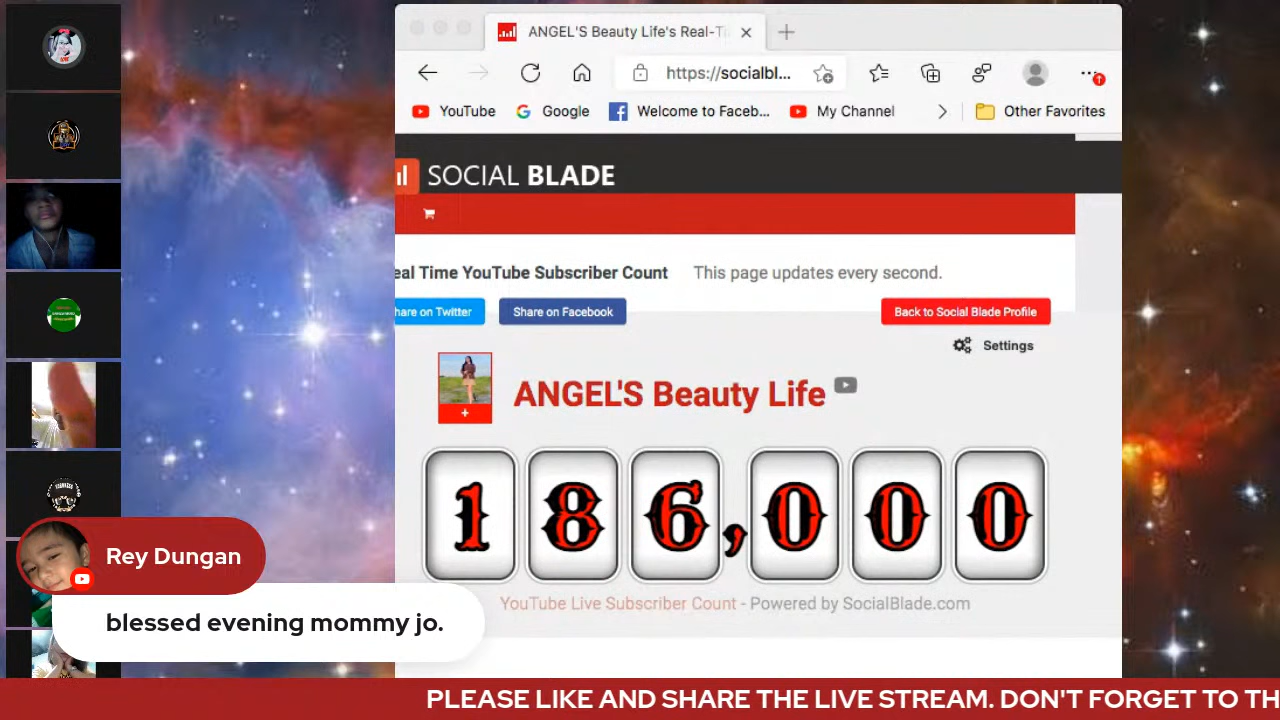 ANGEL'S Beauty Life's Real-Ti
https://socialbl...
YouTube
Google
Welcome to Faceb...
My Channel
Other Favorites
SOCIAL BLADE
eal Time YouTube Subscriber Count
This page updates every second.
hare on Twitter
Share on Facebook
Back to Social Blade Profile
Settings
ANGEL'S Beauty Life
186,000
YouTube Live Subscriber Count - Powered by SocialBlade.com
Rey Dungan
blessed evening mommy jo.
PLEASE LIKE AND SHARE THE LIVE STREAM. DON'T FORGET TO TH